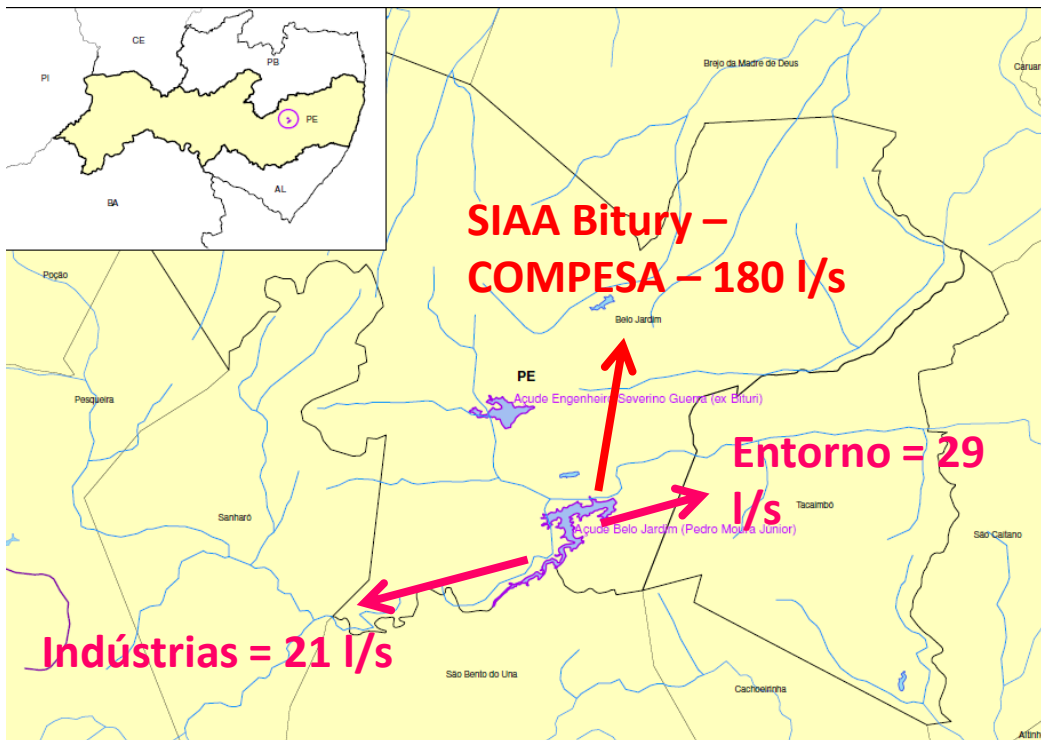 CE
PI
PB
PE
AL
BA
Brejo da Madre de Deus
SIAA Bitury –
COMPESA – 180 l/s
Poção
Belo Jardim
PE
Pesqueira
Açude Engenheiro Severino Guerra (ex Bituri)
Entorno = 29
l/s
Tacaimbó
Sanharó
Açude Belo Jardim (Pedro Moura Júnior)
São Caitano
Indústrias = 21 l/s
São Bento do Una
Cachoeirinha
Altinh